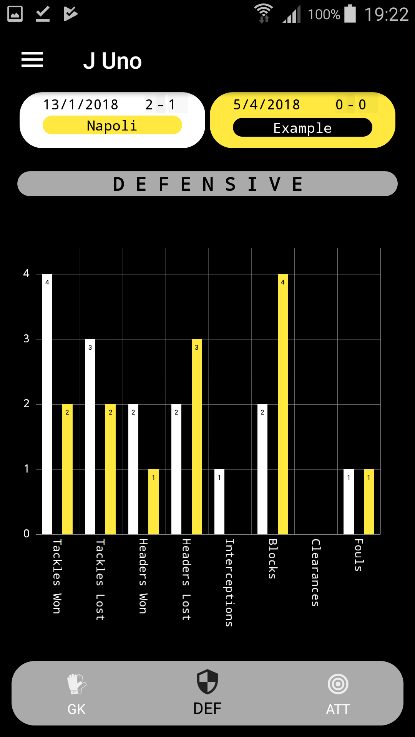 100% 19:22
J Uno
13/1/2018 2-1
Napoli
5/4/2018 0-0
Example
DEFENSIVE
4
3
2
1
0
4
2
3
2
2
1
2
3
1
2
4
1
1
Tackles Won
Tackles Lost
Headers Won
Headers Lost
Interceptions
Blocks
Clearances
Fouls
GK
DEF
ATT